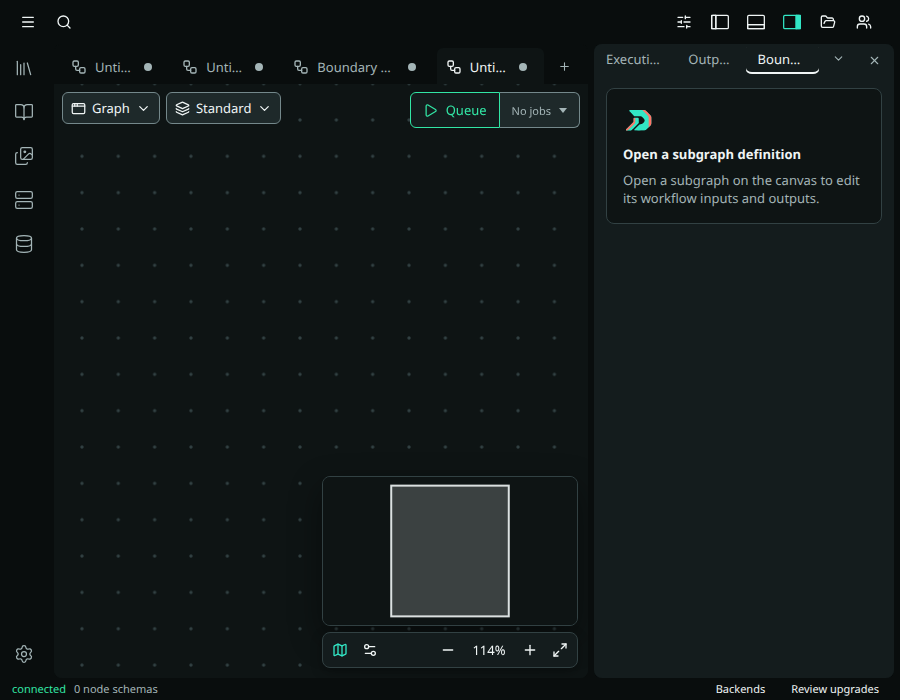 Unti...
Unti...
Boundary ...
Unti...
Executi...
Outp...
Boun...
Graph
Standard
Queue
No jobs
Open a subgraph definition
Open a subgraph on the canvas to edit
its workflow inputs and outputs.
114%
connected
0 node schemas
Backends
Review upgrades